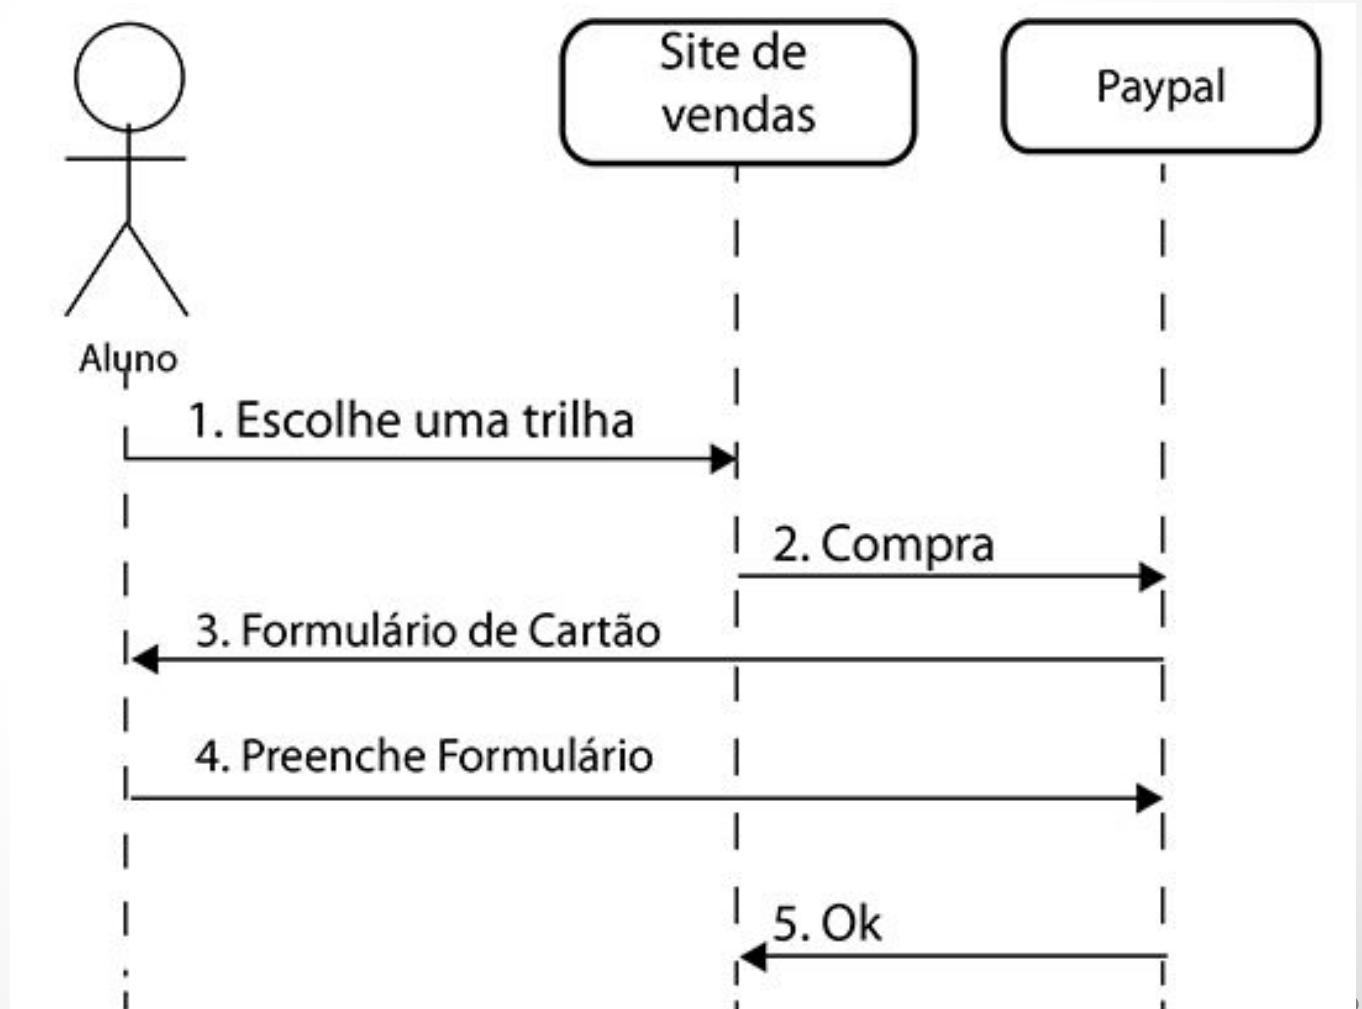 Site de
vendas
Paypal
Aluno
1. Escolhe uma trilha
2. Compra
3. Formulário de Cartão
4. Preenche Formulário
5. Ok